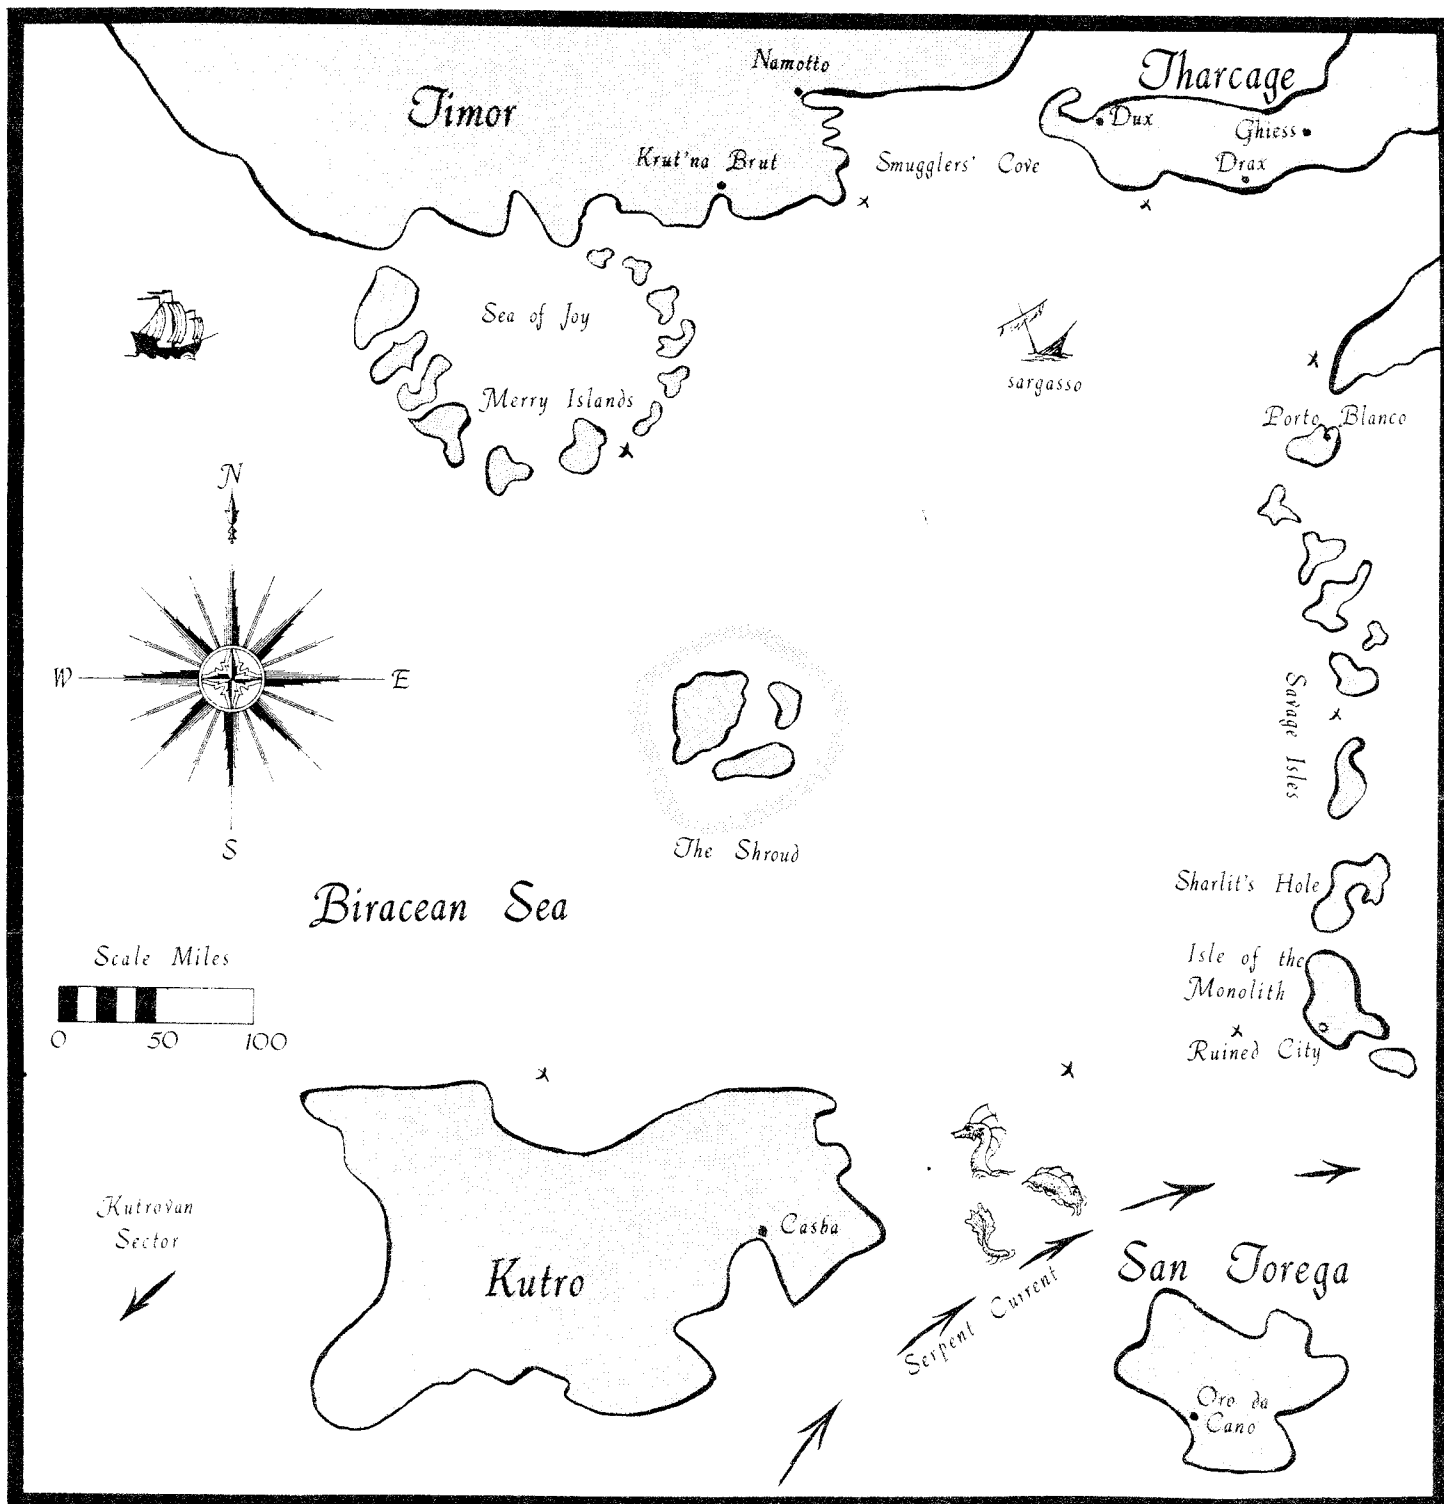 Namotto
Tharcage
Timor
Dux
Ghiess
Krut'na Brut
Smugglers' Cove
Drax
Sea of Joy
sargasso
Merry Islands
Porto Blanco
N
W
E
S
Savage Isles
The Shroud
Sharlit's Hole
Biracean Sea
Scale Miles
0 50 100
Isle of the
Monolith
Ruined City
Kutrovan
Sector
Casba
Kutro
San Torega
Serpent Current
Oro da
Cano